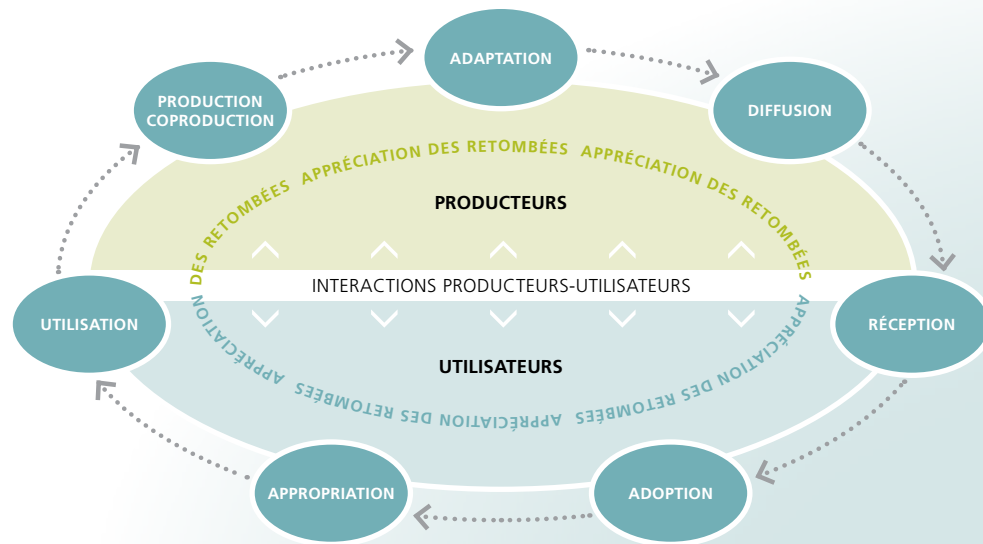 ADAPTATION
PRODUCTION
COPRODUCTION
DIFFUSION
DES RETOMBÉES APPRÉCIATION DES RETOMBÉES APPRÉCIATION DES RETOMBÉES
PRODUCTEURS
INTERACTIONS PRODUCTEURS-UTILISATEURS
UTILISATION
RÉCEPTION
UTILISATEURS
APPRÉCIATION DES RETOMBÉES APPRÉCIATION DES RETOMBÉES APPRÉCIATION
APPROPRIATION
ADOPTION